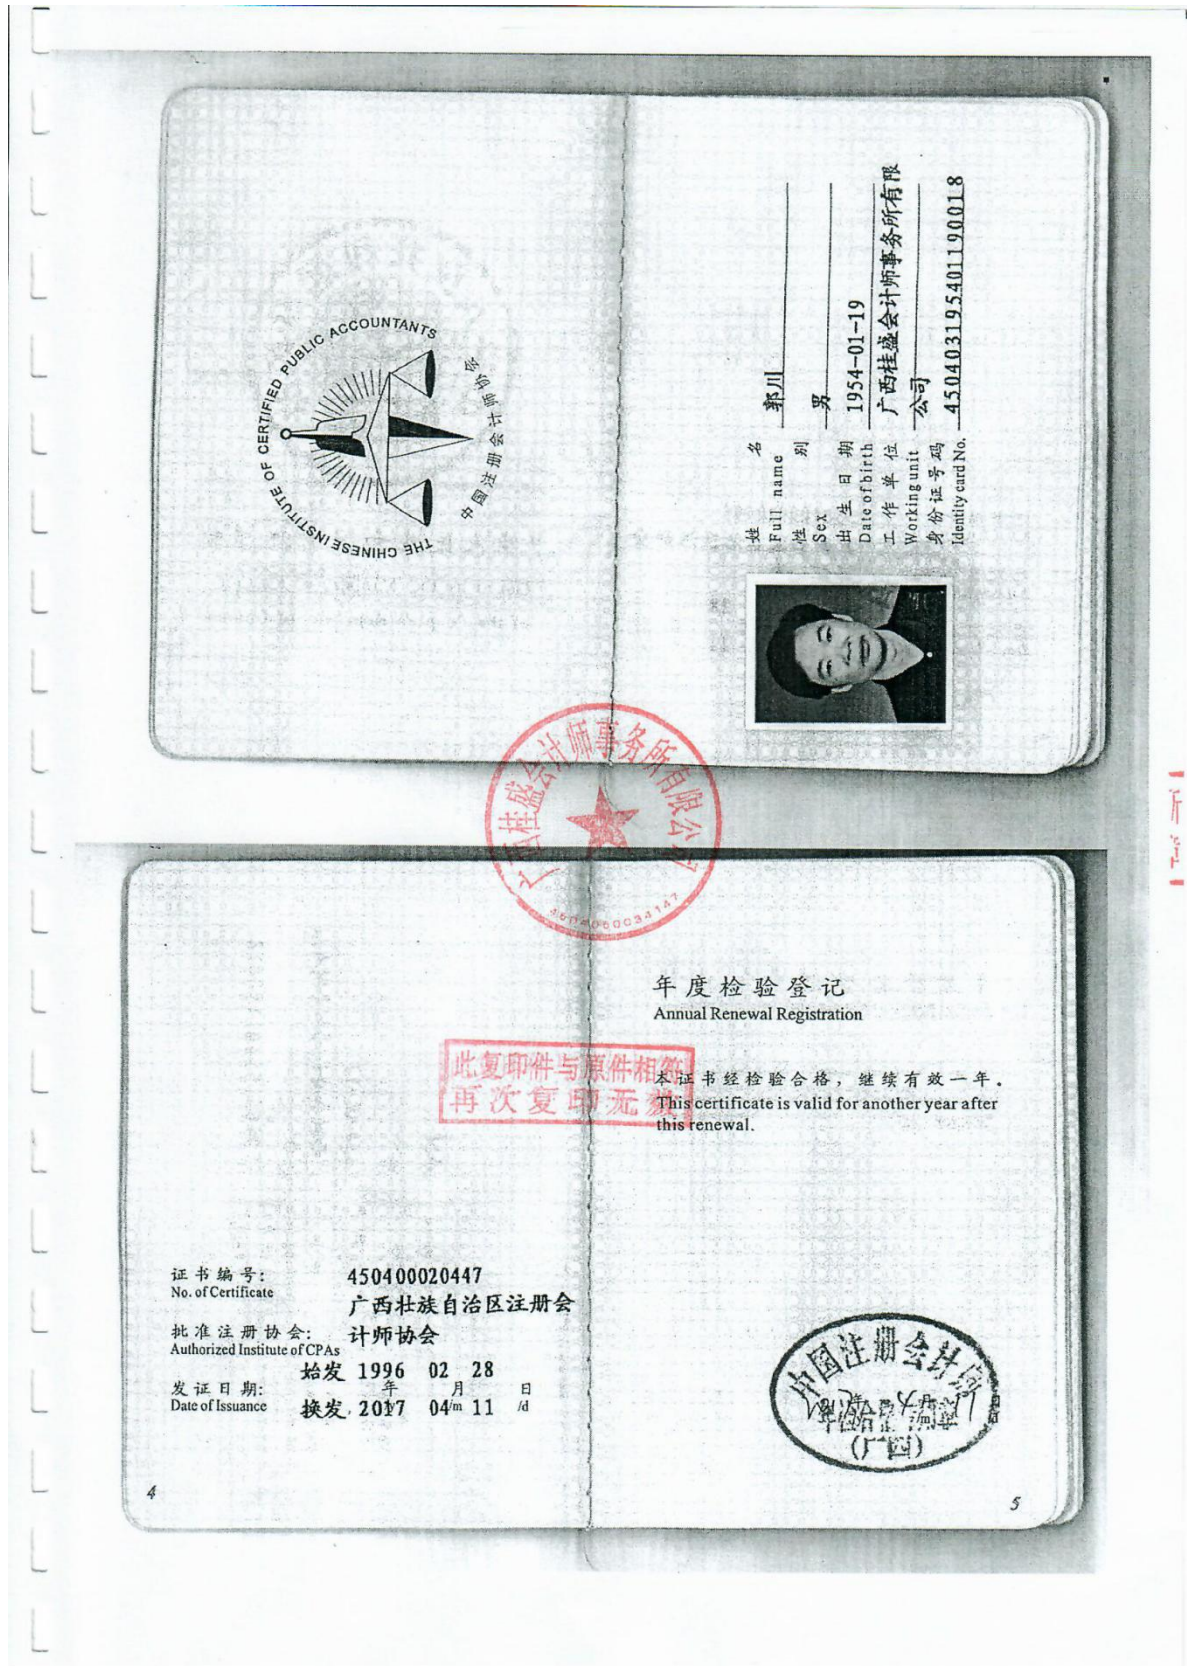 THE CHINESE INSTITUTE OF CERTIFIED PUBLIC ACCOUNTANTS
中国注册会计师协会
姓 名 郭川
Full name
性 别 男
Sex
出生日期 1954-01-19
Date of birth
工作单位 广西桂盛会计师事务所有限
Working unit 公司
身份证号码 450403195401190018
Identity card No.
广西桂盛会计师事务所有限公司
4504060034147
年度检验登记
Annual Renewal Registration
此复印件与原件相符
再次复印无效
本证书经检验合格，继续有效一年。
This certificate is valid for another year after
this renewal.
证书编号: 450400020447
No. of Certificate
广西壮族自治区注册会
批准注册协会: 计师协会
Authorized Institute of CPAs
始发 1996 02 28
发证日期: 年 月 日
Date of Issuance 换发 2017 04 /m 11 /d
中国注册会计师
(广西)
4
5